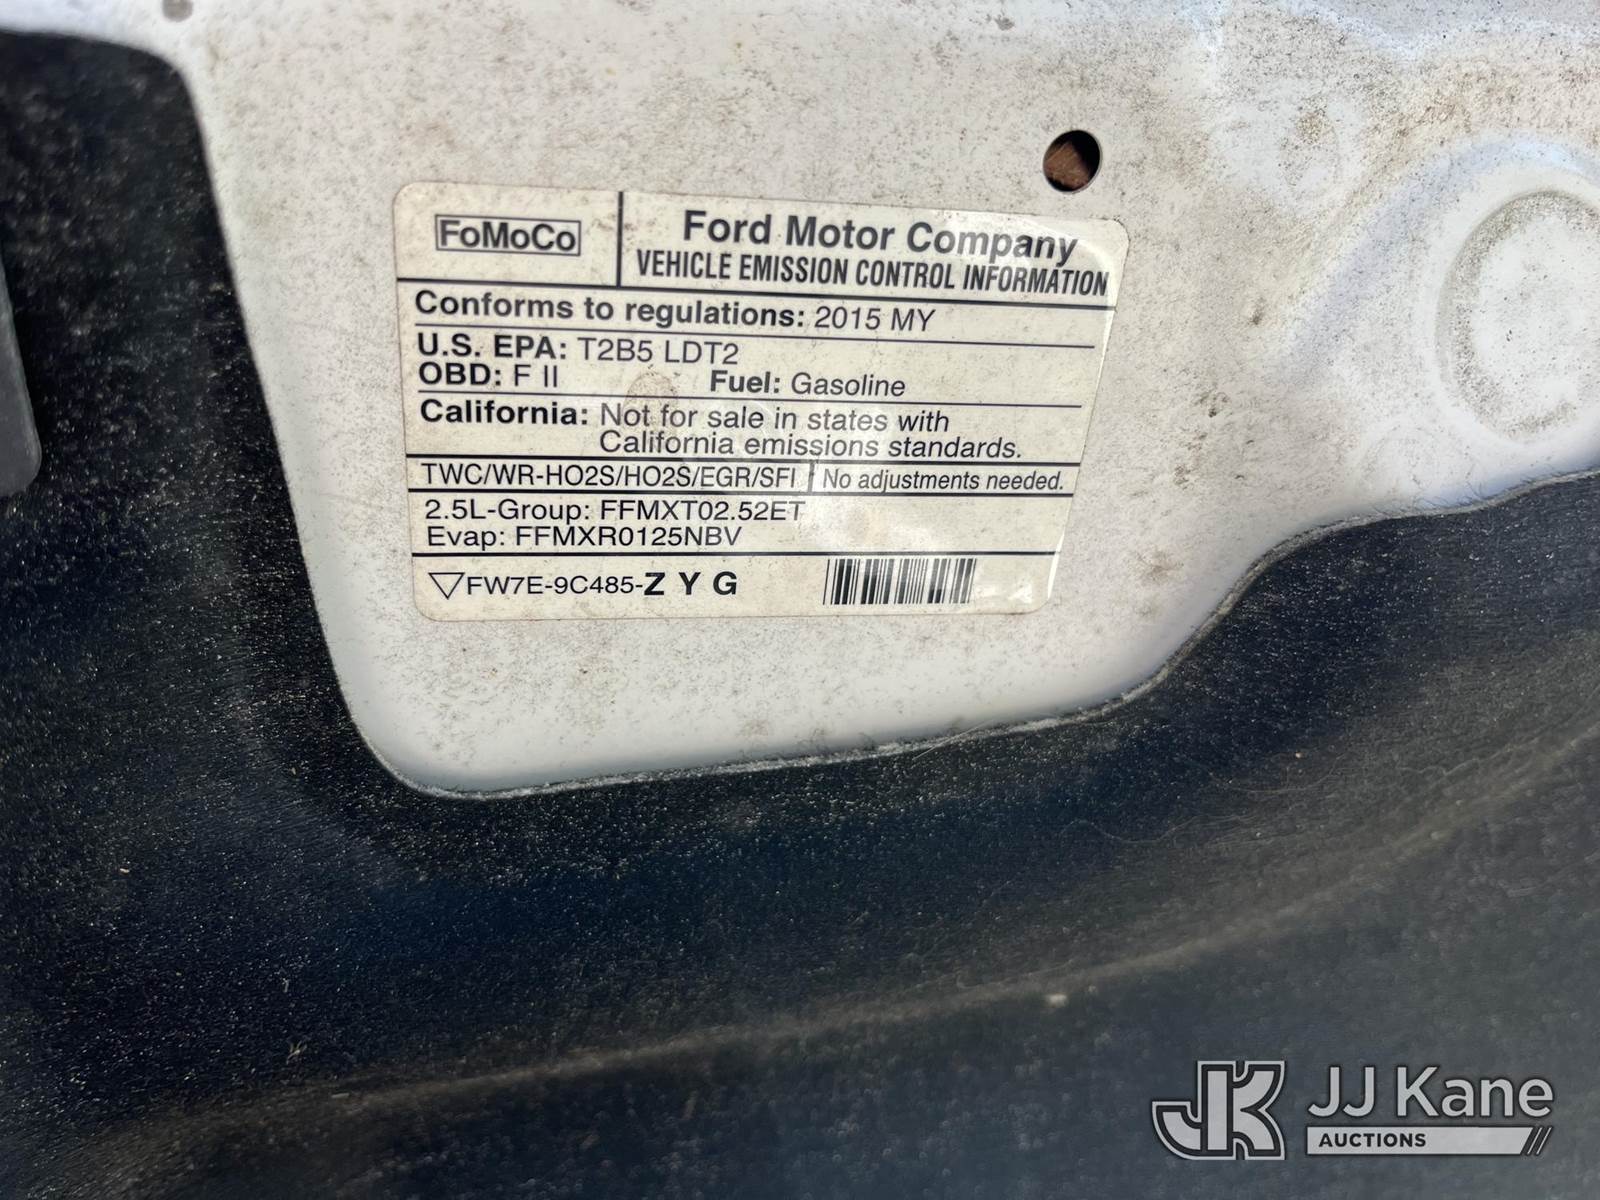 FoMoCo
Ford Motor Company
VEHICLE EMISSION CONTROL INFORMATION
Conforms to regulations: 2015 MY
U.S. EPA: T2B5 LDT2
OBD: F II Fuel: Gasoline
California: Not for sale in states with
California emissions standards.
TWC/WR-HO2S/HO2S/EGR/SFI No adjustments needed.
2.5L-Group: FFMXT02.52ET
Evap: FFMXR0125NBV
FW7E-9C485-Z Y G
JK JJ Kane
AUCTIONS